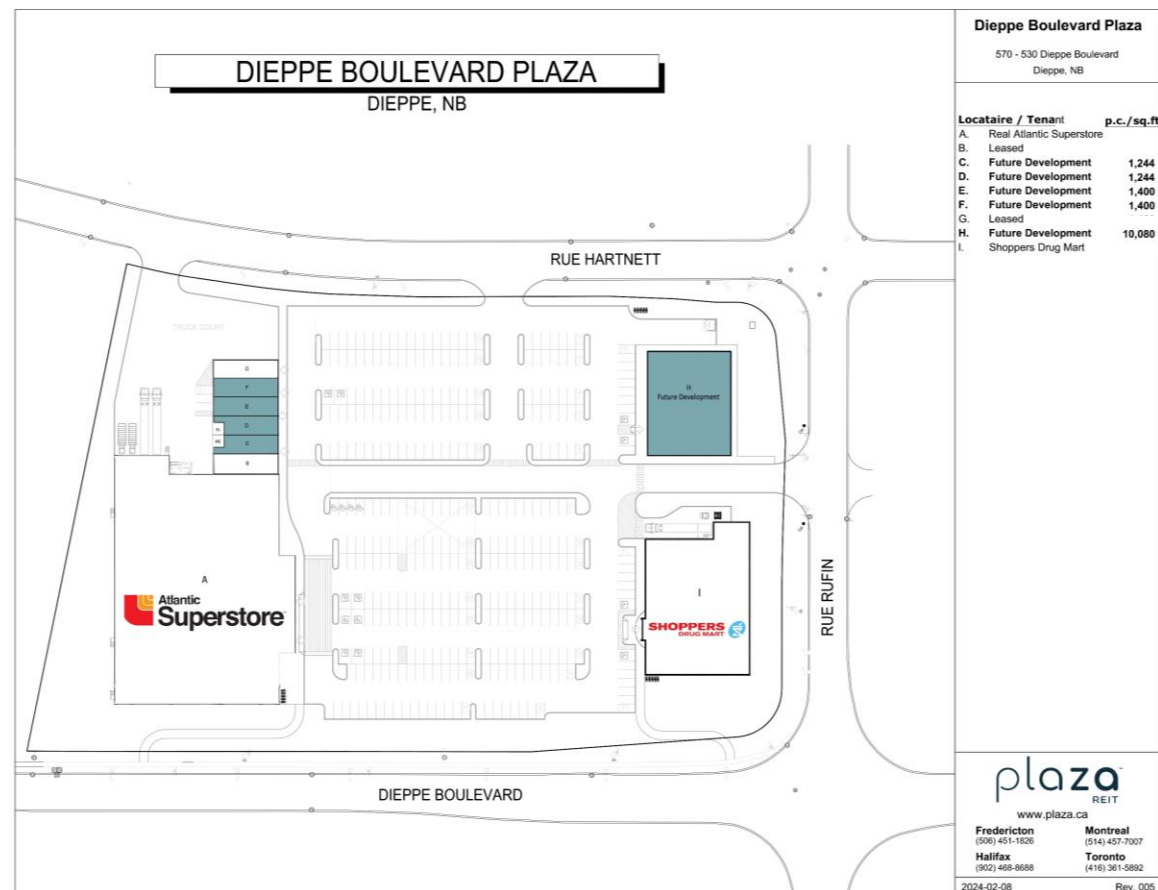 DIEPPE BOULEVARD PLAZA
DIEPPE, NB
RUE HARTNETT
TRUCK COURT
G
F
E
D
C
B
H
Future Development
A
Atlantic
Superstore
I
SHOPPERS
DRUG MART
RUE RUFIN
DIEPPE BOULEVARD
Dieppe Boulevard Plaza
570 - 530 Dieppe Boulevard
Dieppe, NB
Locataire / Tenant p.c./sq.ft
A. Real Atlantic Superstore
B. Leased
C. Future Development 1,244
D. Future Development 1,244
E. Future Development 1,400
F. Future Development 1,400
G. Leased
H. Future Development 10,080
I. Shoppers Drug Mart
plaza
REIT
www.plaza.ca
Fredericton Montreal
(506) 451-1826 (514) 457-7007
Halifax Toronto
(902) 468-8688 (416) 361-5892
2024-02-08 Rev. 005